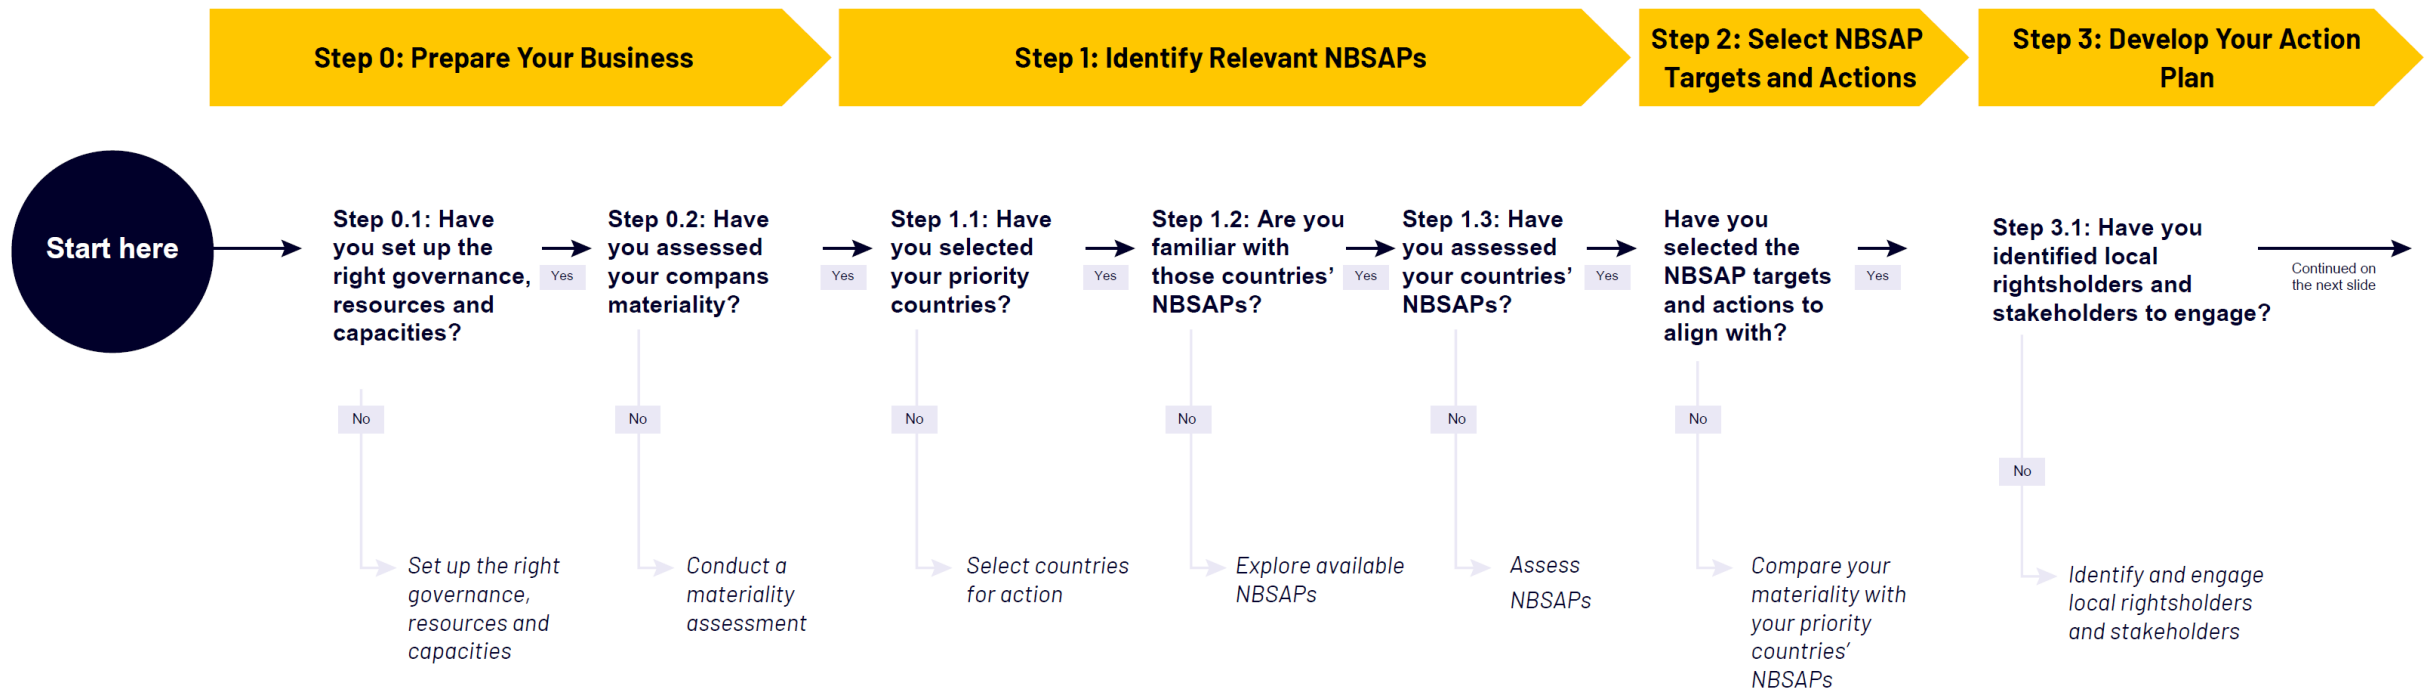 Step 0: Prepare Your Business
Step 1: Identify Relevant NBSAPs
Step 2: Select NBSAP
Targets and Actions
Step 3: Develop Your Action
Plan
Start here
Step 0.1: Have
you set up the
right governance,
resources and
capacities?
Yes
Step 0.2: Have
you assessed
your compans
materiality?
Yes
Step 1.1: Have
you selected
your priority
countries?
Yes
Step 1.2: Are you
familiar with
those countries’
NBSAPs?
Yes
Step 1.3: Have
you assessed
your countries’
NBSAPs?
Yes
Have you
selected the
NBSAP targets
and actions to
align with?
Yes
Step 3.1: Have you
identified local
rightsholders and
stakeholders to engage?
Continued on
the next slide
No
No
No
No
No
No
No
Set up the right
governance,
resources and
capacities
Conduct a
materiality
assessment
Select countries
for action
Explore available
NBSAPs
Assess
NBSAPs
Compare your
materiality with
your priority
countries’
NBSAPs
Identify and engage
local rightsholders
and stakeholders